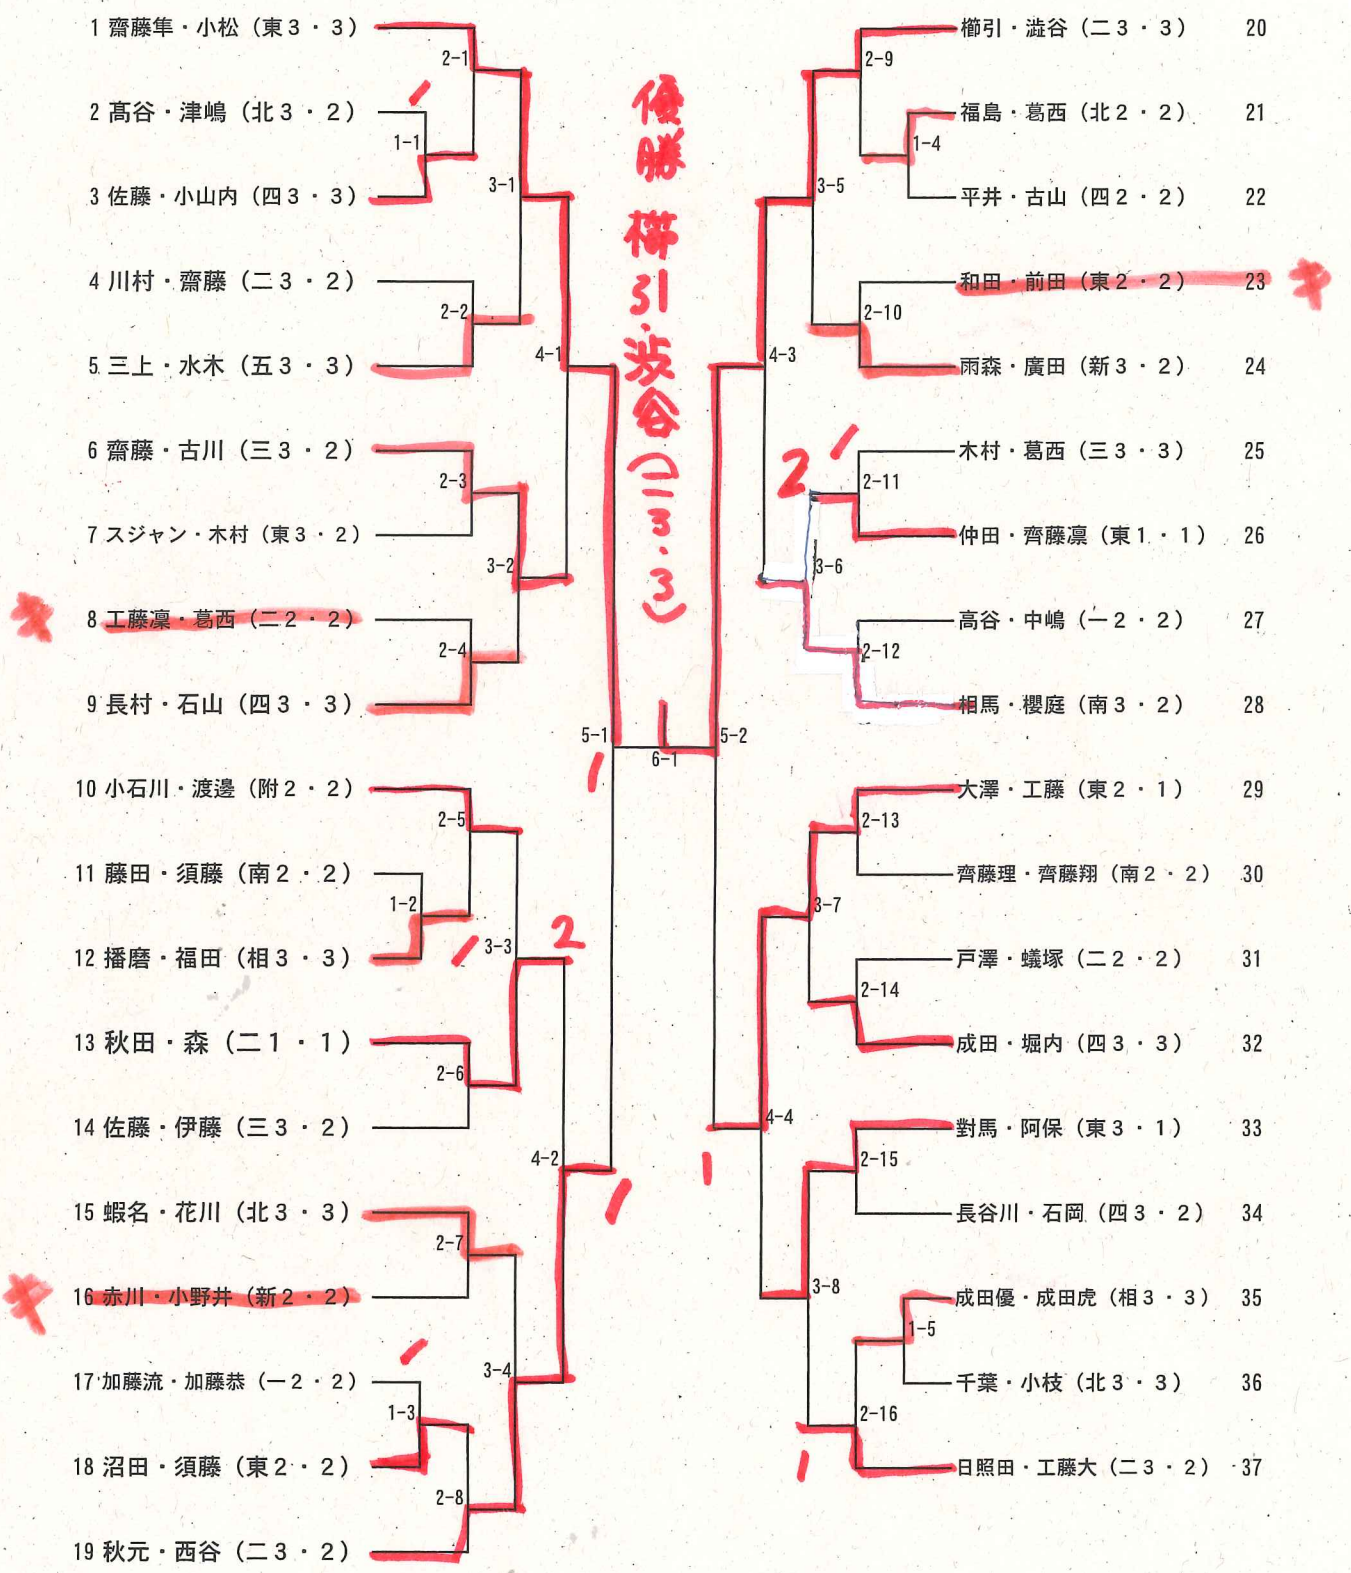 1 齋藤隼・小松（東3・3）
2 髙谷・津嶋（北3・2）
3 佐藤・小山内（四3・3）
4 川村・齋藤（二3・2）
5 三上・水木（五3・3）
6 齋藤・古川（三3・2）
7 スジャン・木村（東3・2）
8 工藤凜・葛西（二2・2）
9 長村・石山（四3・3）
10 小石川・渡邊（附2・2）
11 藤田・須藤（南2・2）
12 播磨・福田（相3・3）
13 秋田・森（二1・1）
14 佐藤・伊藤（三3・2）
15 蝦名・花川（北3・3）
16 赤川・小野井（新2・2）
17 加藤流・加藤恭（一2・2）
18 沼田・須藤（東2・2）
19 秋元・西谷（二3・2）
1-1
1-2
1-3
2-1
2-2
2-3
2-4
2-5
2-6
2-7
2-8
3-1
3-2
3-3
2
3-4
4-1
4-2
1
5-1
1
優勝 櫛引・渋谷（二3・3）
6-1
5-2
4-3
4-4
1
3-5
2
3-6
3-7
3-8
1
2-9
2-10
2-11
2-12
2-13
2-14
2-15
2-16
1-4
1-5
櫛引・澁谷（二3・3） 20
福島・葛西（北2・2） 21
平井・古山（四2・2） 22
和田・前田（東2・2） 23
雨森・廣田（新3・2） 24
木村・葛西（三3・3） 25
仲田・齊藤凛（東1・1） 26
高谷・中嶋（一2・2） 27
相馬・櫻庭（南3・2） 28
大澤・工藤（東2・1） 29
齊藤理・齊藤翔（南2・2） 30
戸澤・蟻塚（二2・2） 31
成田・堀内（四3・3） 32
對馬・阿保（東3・1） 33
長谷川・石岡（四3・2） 34
成田優・成田虎（相3・3） 35
千葉・小枝（北3・3） 36
日照田・工藤大（二3・2） 37